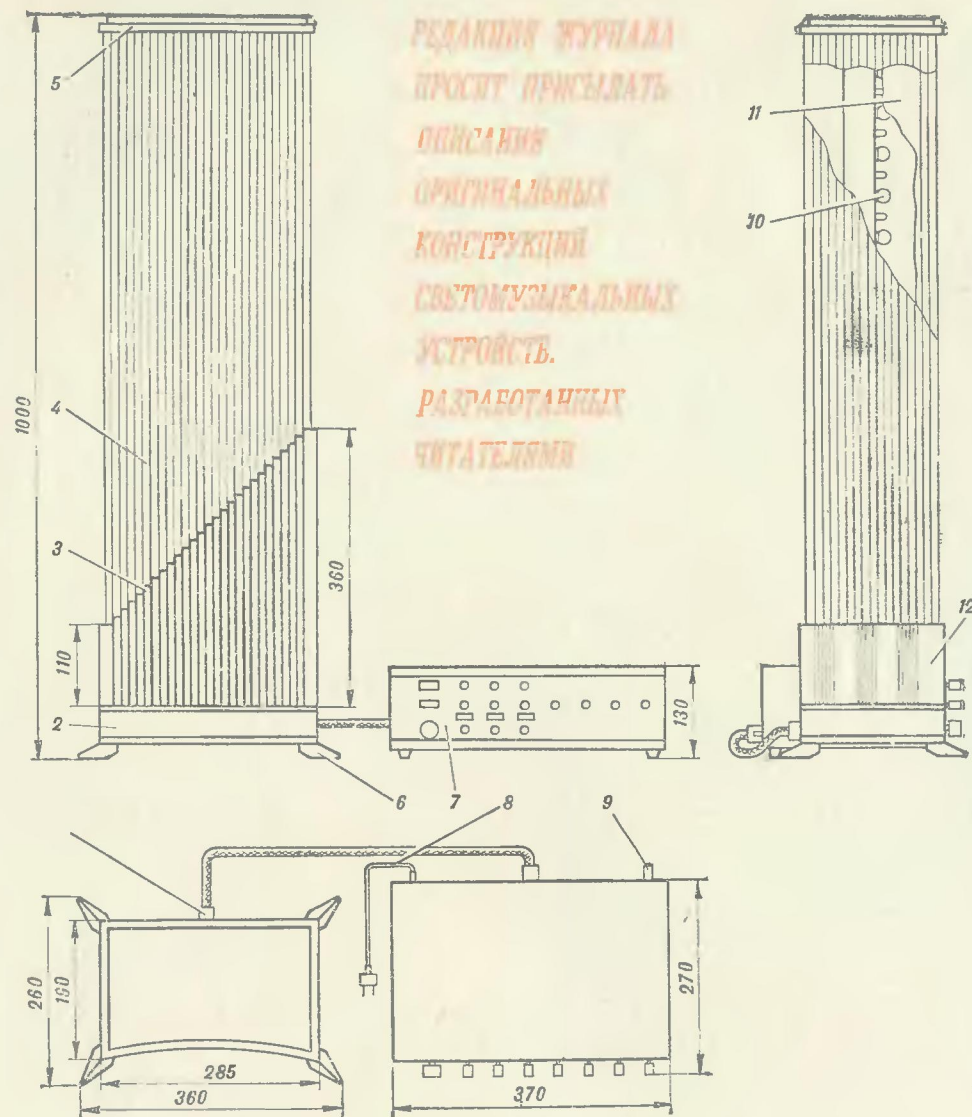 РЕДАКЦИЯ ЖУРНАЛА
ПРОСИТ ПРИСЫЛАТЬ
ОПИСАНИЯ
ОРИГИНАЛЬНЫХ
КОНСТРУКЦИЙ
СВЕТОМУЗЫКАЛЬНЫХ
УСТРОЙСТВ,
РАЗРАБОТАННЫХ
ЧИТАТЕЛЯМИ
5
11
10
1000
4
3
360
110
12
2
130
6
7
8
9
260
190
270
285
360
370